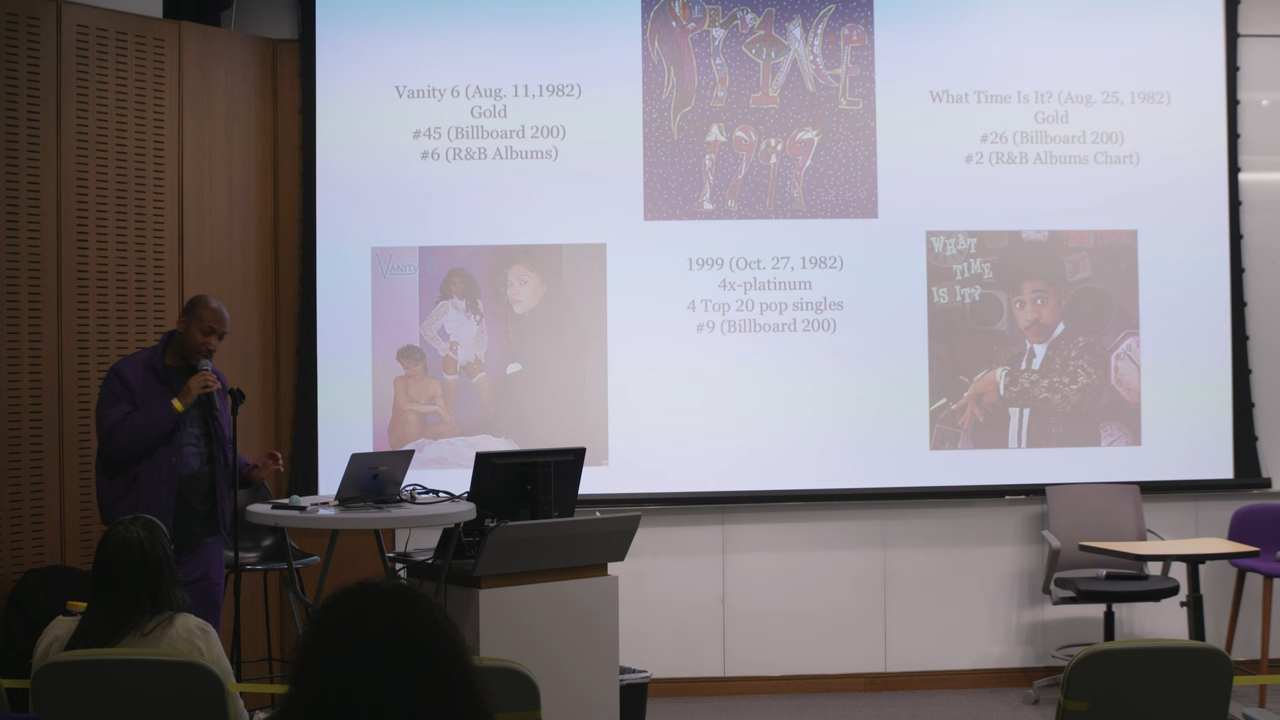 PRINCE
1999
Vanity 6 (Aug. 11,1982)
Gold
#45 (Billboard 200)
#6 (R&B Albums)
What Time Is It? (Aug. 25, 1982)
Gold
#26 (Billboard 200)
#2 (R&B Albums Chart)
1999 (Oct. 27, 1982)
4x-platinum
4 Top 20 pop singles
#9 (Billboard 200)
VANITY
WHAT
TIME
IS IT?